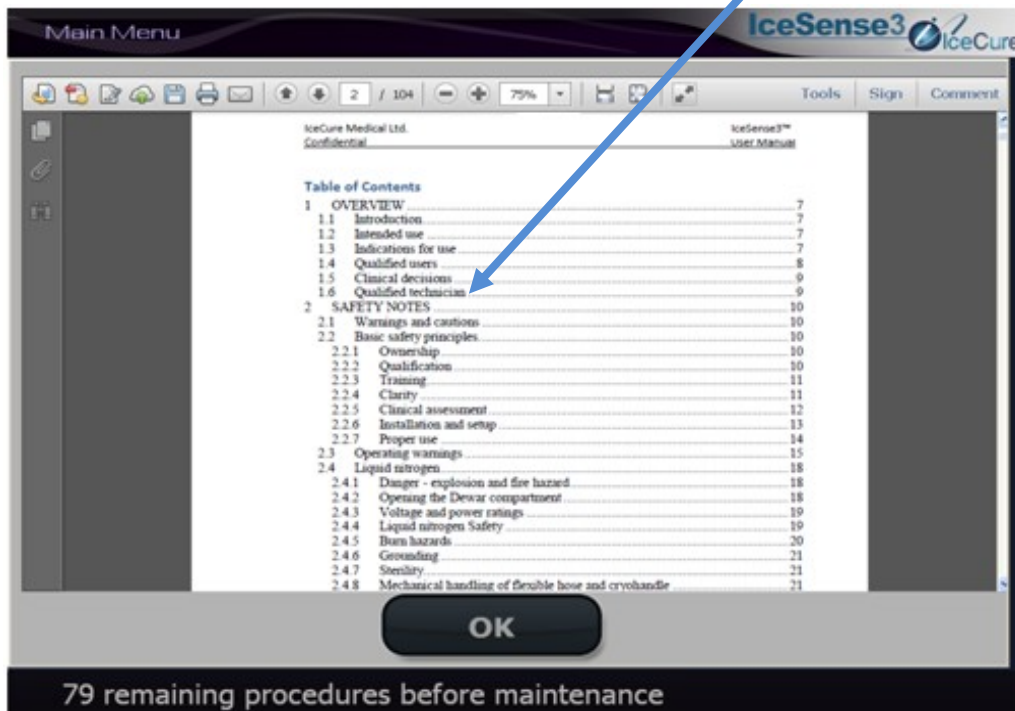 Main Menu
IceSense3 IceCure
2 / 104 75% Tools Sign Comment
IceCure Medical Ltd. IceSense3™
Confidential User Manual
Table of Contents
1 OVERVIEW 7
1.1 Introduction 7
1.2 Intended use 7
1.3 Indications for use 7
1.4 Qualified users 8
1.5 Clinical decisions 9
1.6 Qualified technician 9
2 SAFETY NOTES 10
2.1 Warnings and cautions 10
2.2 Basic safety principles 10
2.2.1 Ownership 10
2.2.2 Qualification 10
2.2.3 Training 11
2.2.4 Clarity 11
2.2.5 Clinical assessment 12
2.2.6 Installation and setup 13
2.2.7 Proper use 14
2.3 Operating warnings 15
2.4 Liquid nitrogen 18
2.4.1 Danger - explosion and fire hazard 18
2.4.2 Opening the Dewar compartment 18
2.4.3 Voltage and power ratings 19
2.4.4 Liquid nitrogen Safety 19
2.4.5 Burn hazards 20
2.4.6 Grounding 21
2.4.7 Sterility 21
2.4.8 Mechanical handling of flexible hose and cryohandle 21
OK
79 remaining procedures before maintenance